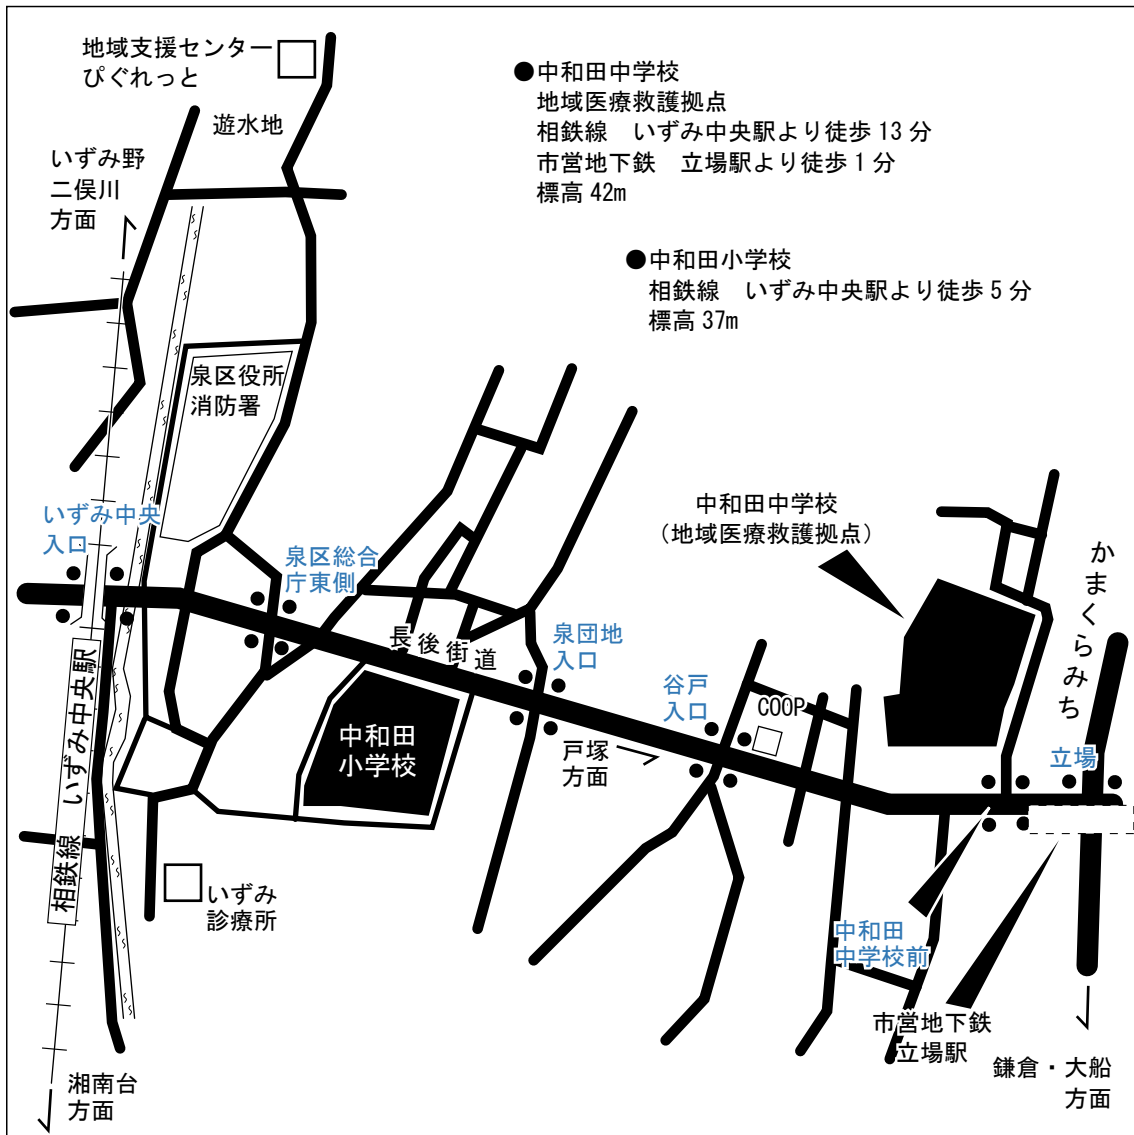 地域支援センター
ぴぐれっと
遊水地
いずみ野
二俣川
方面
●中和田中学校
地域医療救護拠点
相鉄線　いずみ中央駅より徒歩 13 分
市営地下鉄　立場駅より徒歩 1 分
標高 42m
●中和田小学校
相鉄線　いずみ中央駅より徒歩 5 分
標高 37m
泉区役所
消防署
いずみ中央
入口
泉区総合
庁東側
中和田中学校
（地域医療救護拠点）
かまくらみち
長後街道
泉団地
入口
谷戸
入口
COOP
中和田
小学校
戸塚
方面
立場
相鉄線　いずみ中央駅
いずみ
診療所
中和田
中学校前
市営地下鉄
立場駅
鎌倉・大船
方面
湘南台
方面